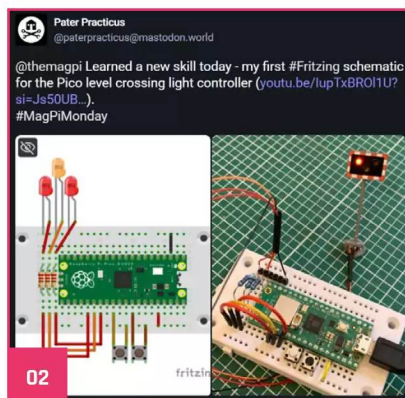 Pater Practicus
@paterpracticus@mastodon.world
@themagpi Learned a new skill today - my first #Fritzing schematic
for the Pico level crossing light controller (youtu.be/lupTxBROl1U?
si=Js50UB…).
#MagPiMonday
fritzin
02